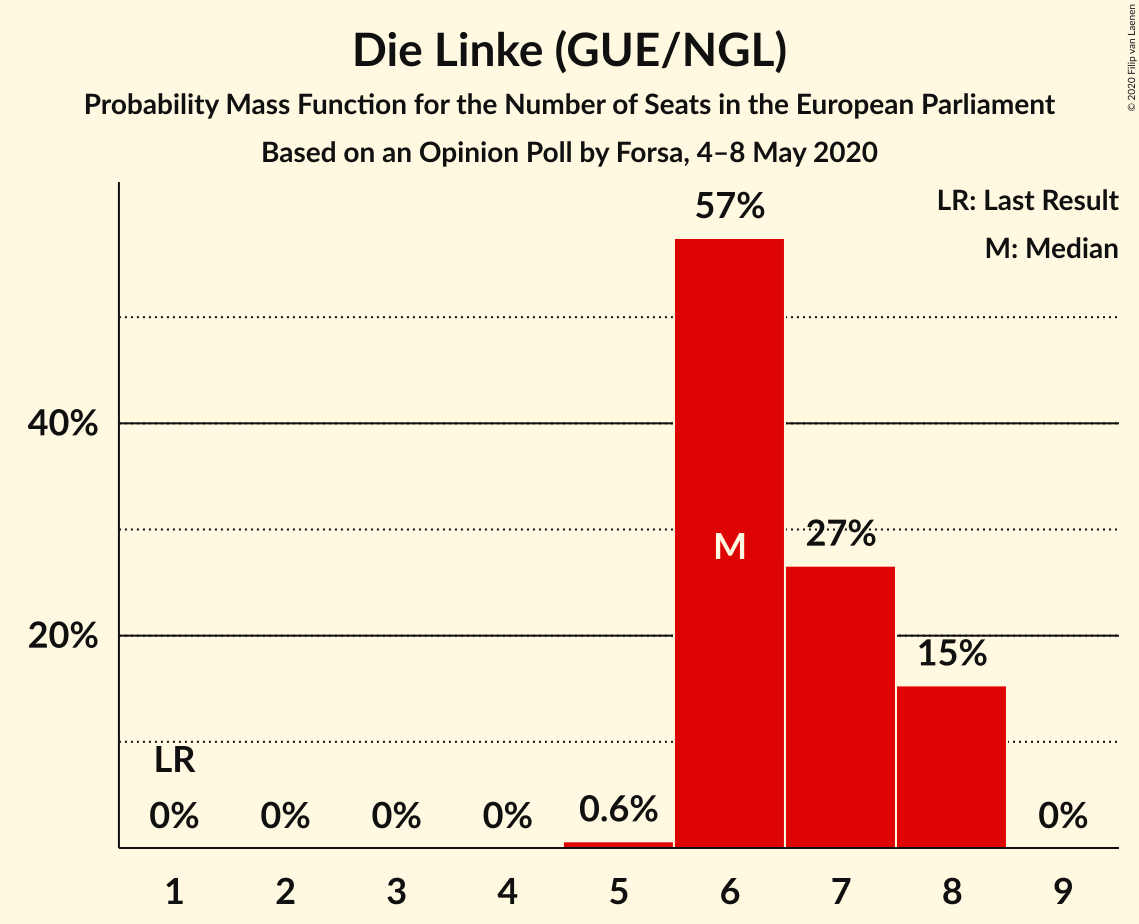 Die Linke (GUE/NGL)
Probability Mass Function for the Number of Seats in the European Parliament
Based on an Opinion Poll by Forsa, 4–8 May 2020
© 2020 Filip van Laenen
LR: Last Result
M: Median
57%
40%
27%
M
20%
15%
LR
0%
0%
0%
0%
0.6%
0%
1 2 3 4 5 6 7 8 9